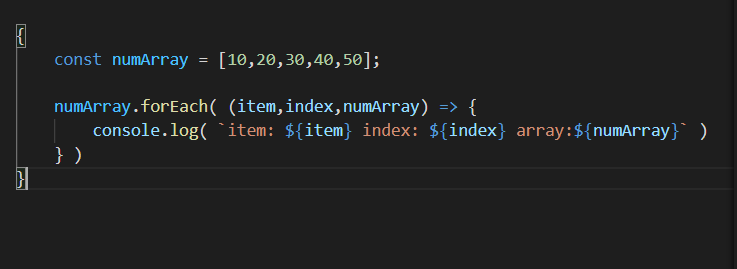 {
    const numArray = [10,20,30,40,50];
    numArray.forEach( (item,index,numArray) => {
        console.log( `item: ${item} index: ${index} array:${numArray}` )
    } )
}